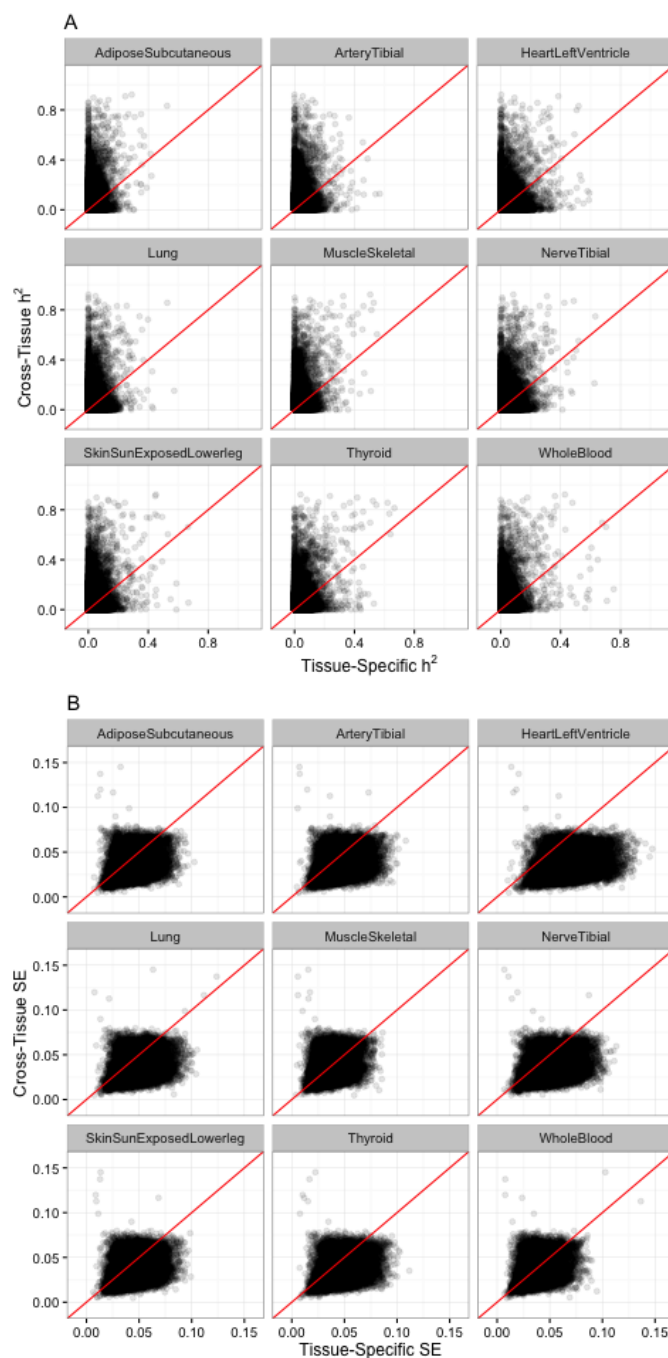 A
AdiposeSubcutaneous ArteryTibial HeartLeftVentricle
0.8
0.4
0.0
Lung MuscleSkeletal NerveTibial
0.8
0.4
0.0
Cross-Tissue h²
SkinSunExposedLowerleg Thyroid WholeBlood
0.8
0.4
0.0
0.0 0.4 0.8 0.0 0.4 0.8 0.0 0.4 0.8
Tissue-Specific h²
B
AdiposeSubcutaneous ArteryTibial HeartLeftVentricle
0.15
0.10
0.05
0.00
Lung MuscleSkeletal NerveTibial
0.15
0.10
0.05
0.00
Cross-Tissue SE
SkinSunExposedLowerleg Thyroid WholeBlood
0.15
0.10
0.05
0.00
0.00 0.05 0.10 0.15 0.00 0.05 0.10 0.15 0.00 0.05 0.10 0.15
Tissue-Specific SE